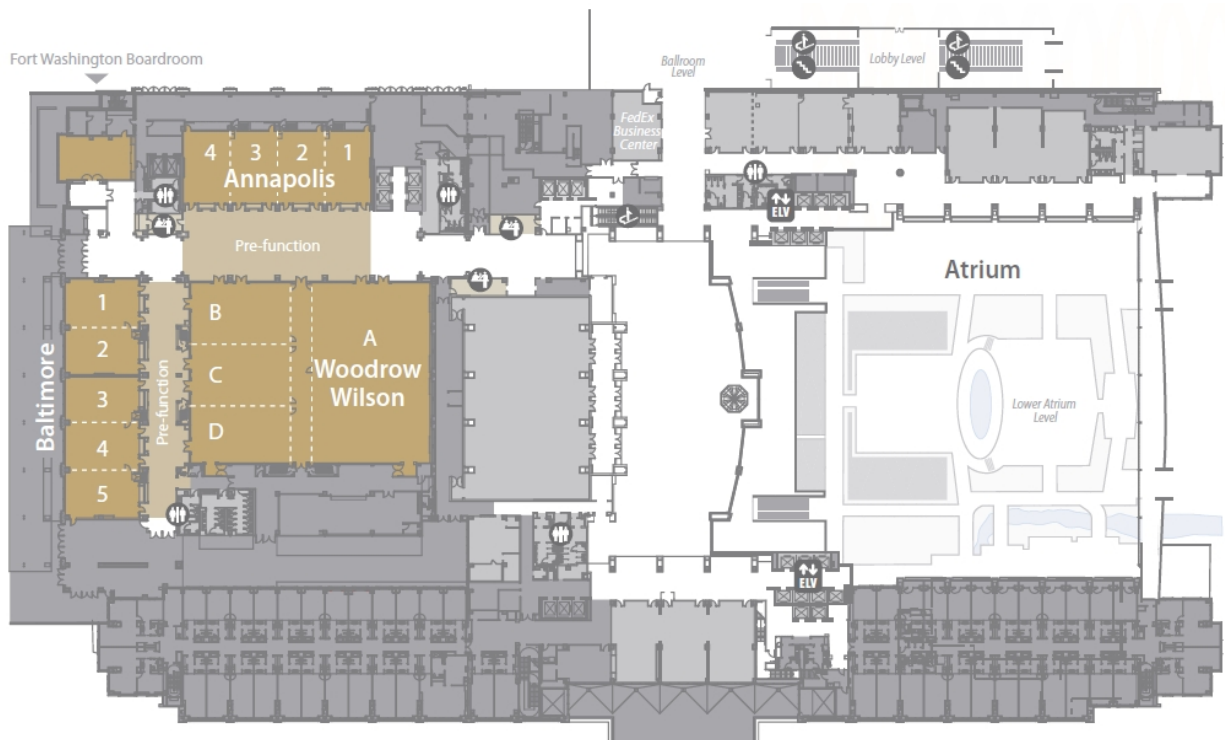 Fort Washington Boardroom
Ballroom
Level
Lobby Level
FedEx
Business
Center
4 3 2 1
Annapolis
ELV
Pre-function
Atrium
Baltimore
1
2
3
4
5
Pre-function
B
C
D
A
Woodrow
Wilson
Lower Atrium
Level
ELV